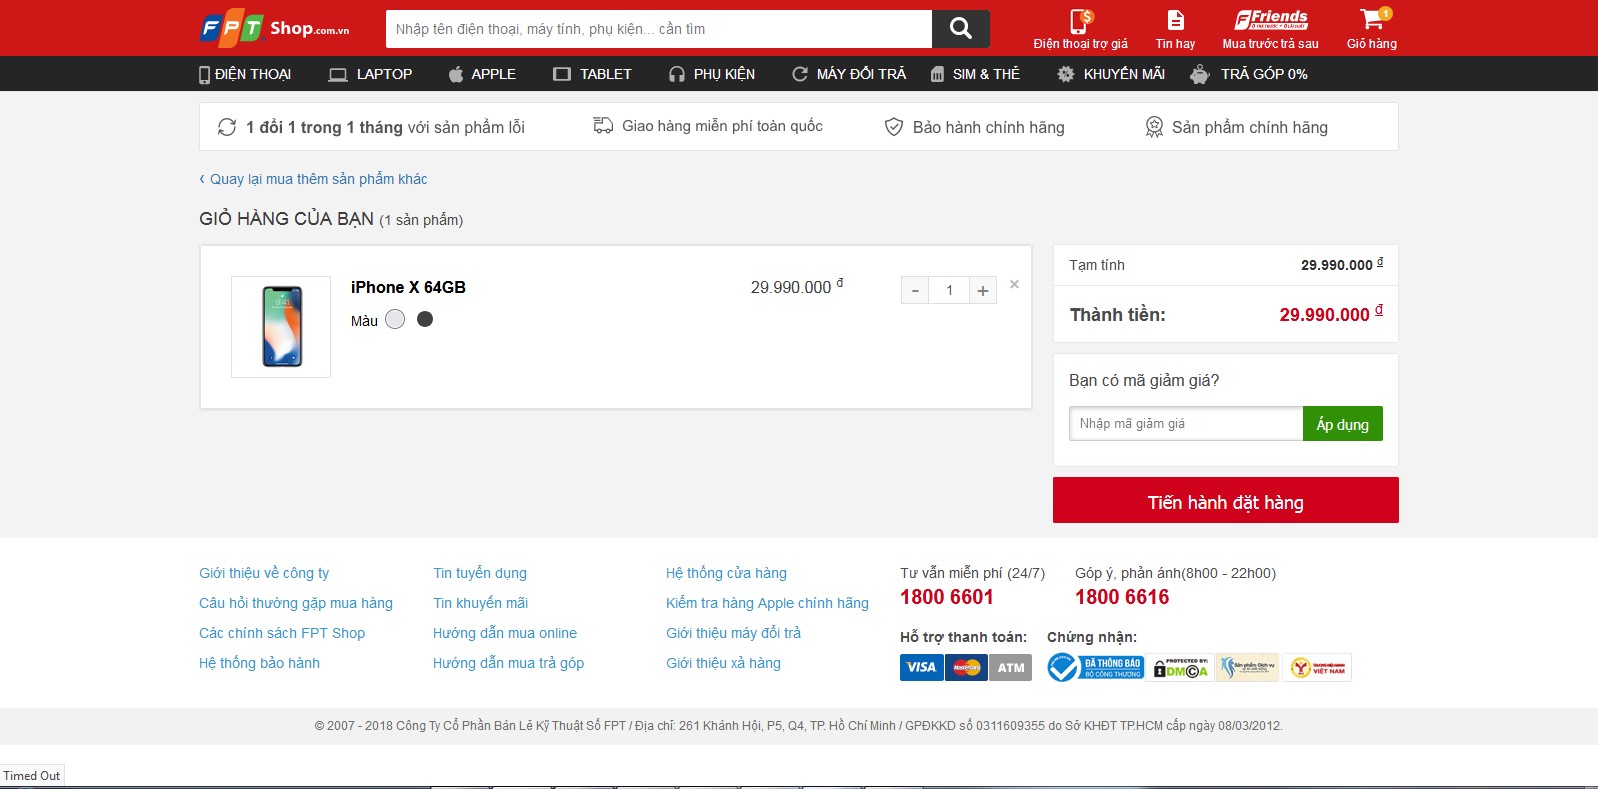 FPT Shop.com.vn
Nhập tên điện thoại, máy tính, phụ kiện... cần tìm
Điện thoại trợ giá
Tin hay
Friends
Mua trước trả sau
1
Giỏ hàng
ĐIỆN THOẠI LAPTOP APPLE TABLET PHỤ KIỆN MÁY ĐỔI TRẢ SIM & THẺ KHUYẾN MÃI TRẢ GÓP 0%
1 đổi 1 trong 1 tháng với sản phẩm lỗi
Giao hàng miễn phí toàn quốc
Bảo hành chính hãng
Sản phẩm chính hãng
‹ Quay lại mua thêm sản phẩm khác
GIỎ HÀNG CỦA BẠN (1 sản phẩm)
iPhone X 64GB
Màu
29.990.000 đ
- 1 + ×
Tạm tính 29.990.000 đ
Thành tiền: 29.990.000 đ
Bạn có mã giảm giá?
Nhập mã giảm giá
Áp dụng
Tiến hành đặt hàng
Giới thiệu về công ty
Câu hỏi thường gặp mua hàng
Các chính sách FPT Shop
Hệ thống bảo hành
Tin tuyển dụng
Tin khuyến mãi
Hướng dẫn mua online
Hướng dẫn mua trả góp
Hệ thống cửa hàng
Kiểm tra hàng Apple chính hãng
Giới thiệu máy đổi trả
Giới thiệu xả hàng
Tư vấn miễn phí (24/7)
1800 6601
Góp ý, phản ánh(8h00 - 22h00)
1800 6616
Hỗ trợ thanh toán:
VISA MasterCard ATM
Chứng nhận:
ĐÃ THÔNG BÁO
BỘ CÔNG THƯƠNG
PROTECTED BY:
DMCA
Sản phẩm Dịch vụ
THƯƠNG HIỆU MẠNH
VIỆT NAM
© 2007 - 2018 Công Ty Cổ Phần Bán Lẻ Kỹ Thuật Số FPT / Địa chỉ: 261 Khánh Hội, P5, Q4, TP. Hồ Chí Minh / GPĐKKD số 0311609355 do Sở KHĐT TP.HCM cấp ngày 08/03/2012.
Timed Out